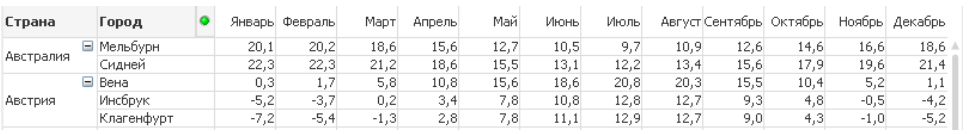 Страна Город Январь Февраль Март Апрель Май Июнь Июль Август Сентябрь Октябрь Ноябрь Декабрь
Австралия Мельбурн 20,1 20,2 18,6 15,6 12,7 10,5 9,7 10,9 12,6 14,6 16,6 18,6
Сидней 22,3 22,3 21,2 18,6 15,5 13,1 12,2 13,4 15,6 17,9 19,6 21,4
Австрия Вена 0,3 1,7 5,8 10,8 15,6 18,6 20,8 20,3 15,5 10,4 5,2 1,1
Инсбрук -5,2 -3,7 0,2 3,4 7,8 10,8 12,8 12,7 9,3 4,8 -0,5 -4,2
Клагенфурт -7,2 -5,4 -1,3 2,8 7,8 11,1 12,9 12,7 9,0 4,3 -1,0 -5,2